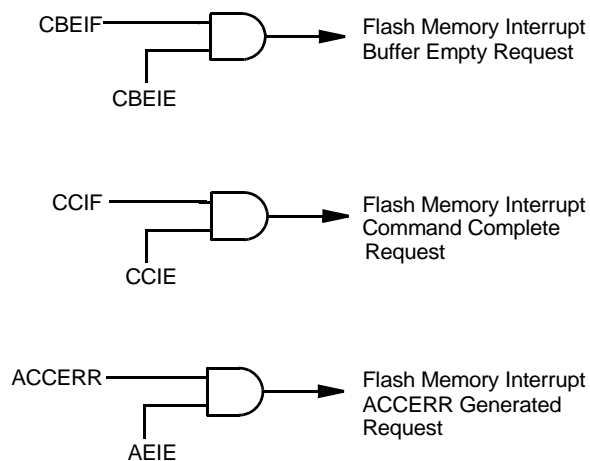 CBEIF
Flash Memory Interrupt
Buffer Empty Request
CBEIE
CCIF
Flash Memory Interrupt
Command Complete
Request
CCIE
ACCERR
Flash Memory Interrupt
ACCERR Generated
Request
AEIE